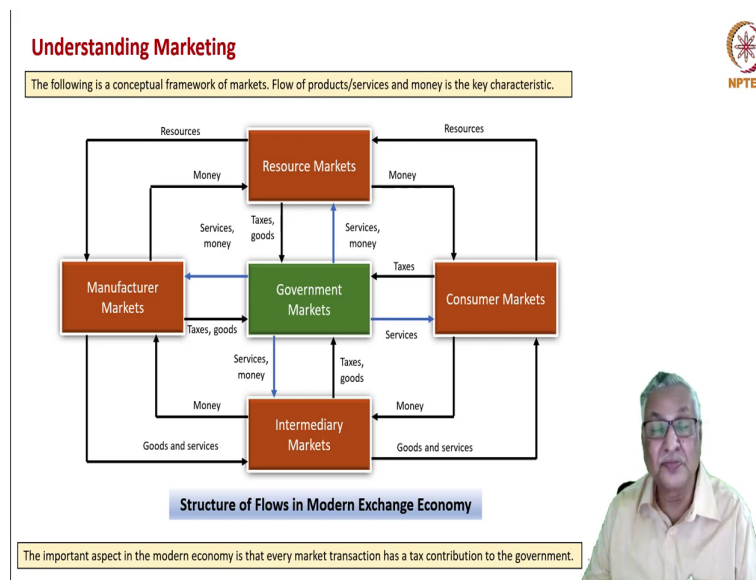 Understanding Marketing
NPTE
The following is a conceptual framework of markets. Flow of products/services and money is the key characteristic.
Resources
Resources
Resource Markets
Money
Money
Services,
money
Taxes,
goods
Services,
money
Manufacturer
Markets
Government
Markets
Taxes
Consumer Markets
Taxes, goods
Services
Services,
money
Taxes,
goods
Money
Intermediary
Markets
Money
Goods and services
Goods and services
Structure of Flows in Modern Exchange Economy
The important aspect in the modern economy is that every market transaction has a tax contribution to the government.